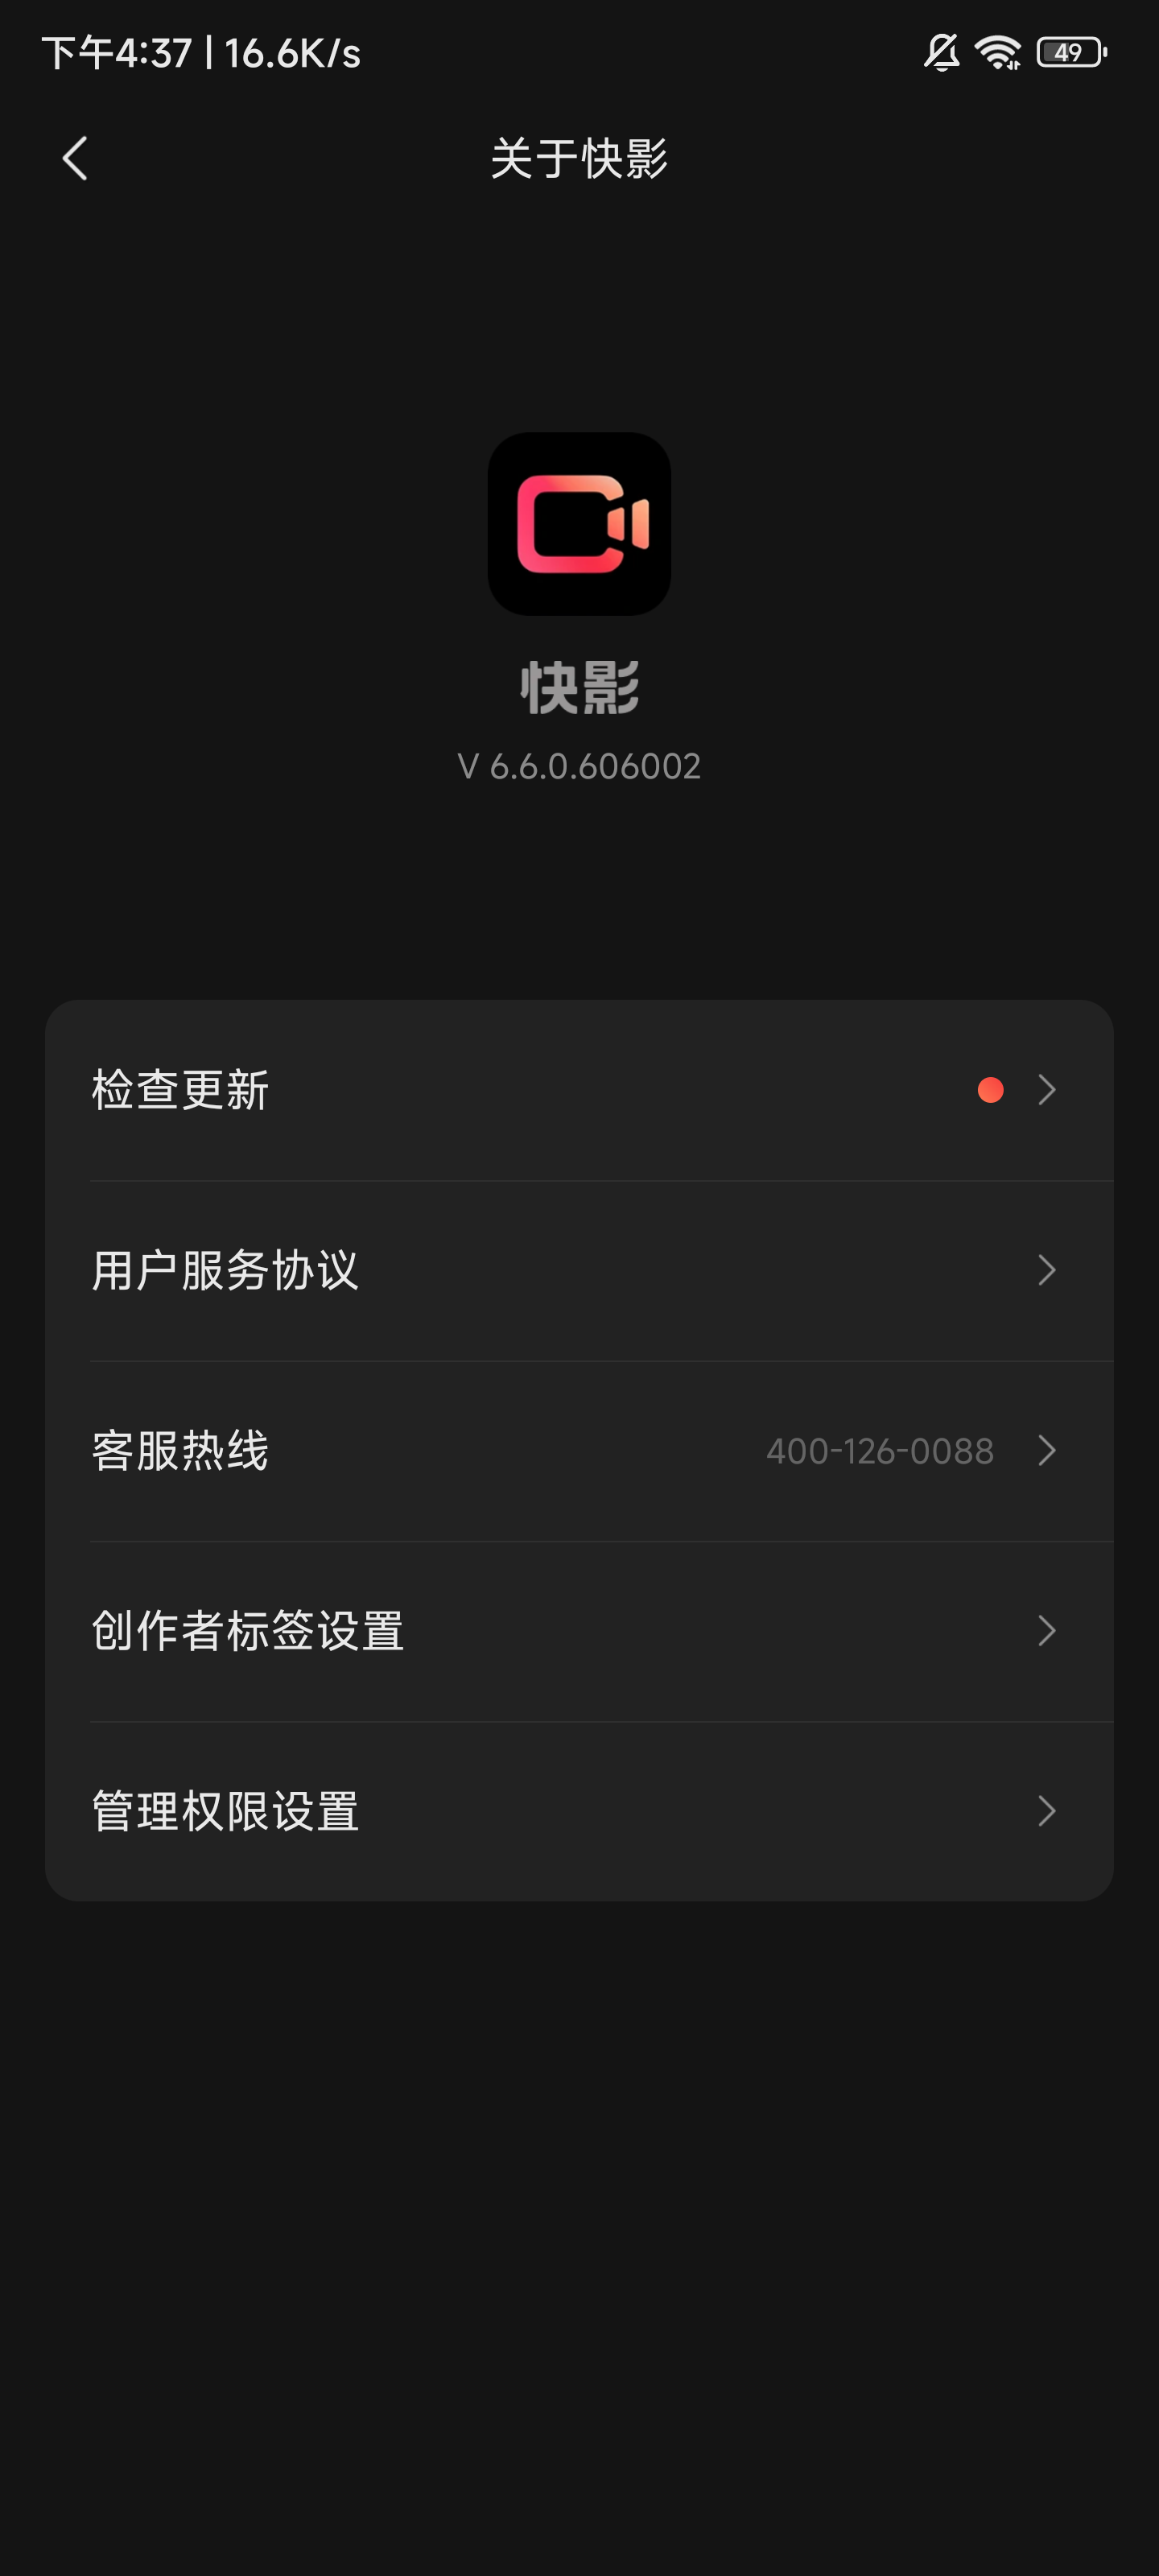 下午4:37 | 16.6K/s 49
关于快影
快影
V 6.6.0.606002
检查更新
用户服务协议
客服热线 400-126-0088
创作者标签设置
管理权限设置